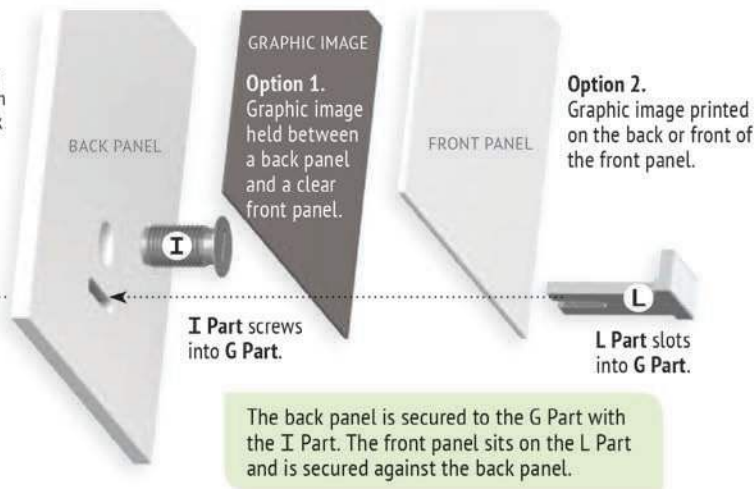 BACK PANEL
I
I Part screws
into G Part.
GRAPHIC IMAGE
Option 1.
Graphic image
held between
a back panel
and a clear
front panel.
FRONT PANEL
Option 2.
Graphic image printed
on the back or front of
the front panel.
L
L Part slots
into G Part.
The back panel is secured to the G Part with
the I Part. The front panel sits on the L Part
and is secured against the back panel.